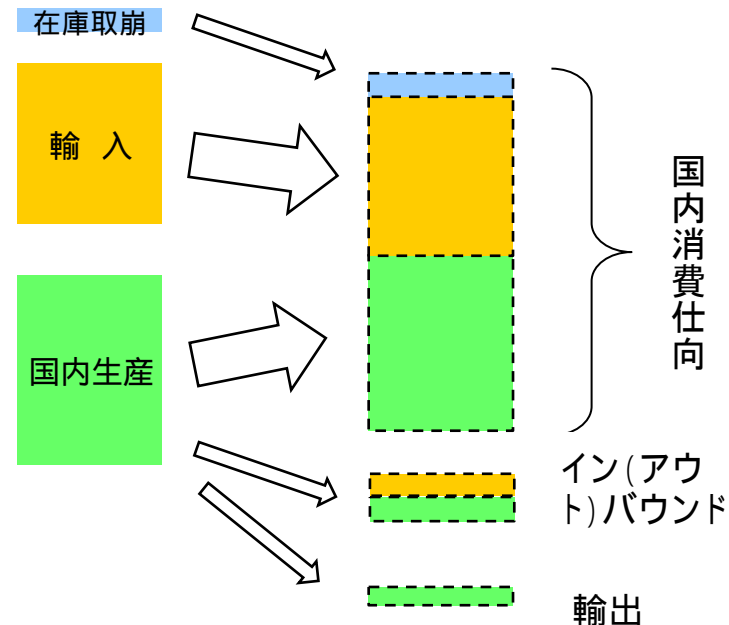 在庫取崩
輸 入
国内生産
国内消費仕向
イン(アウ
ト)バウンド
輸出